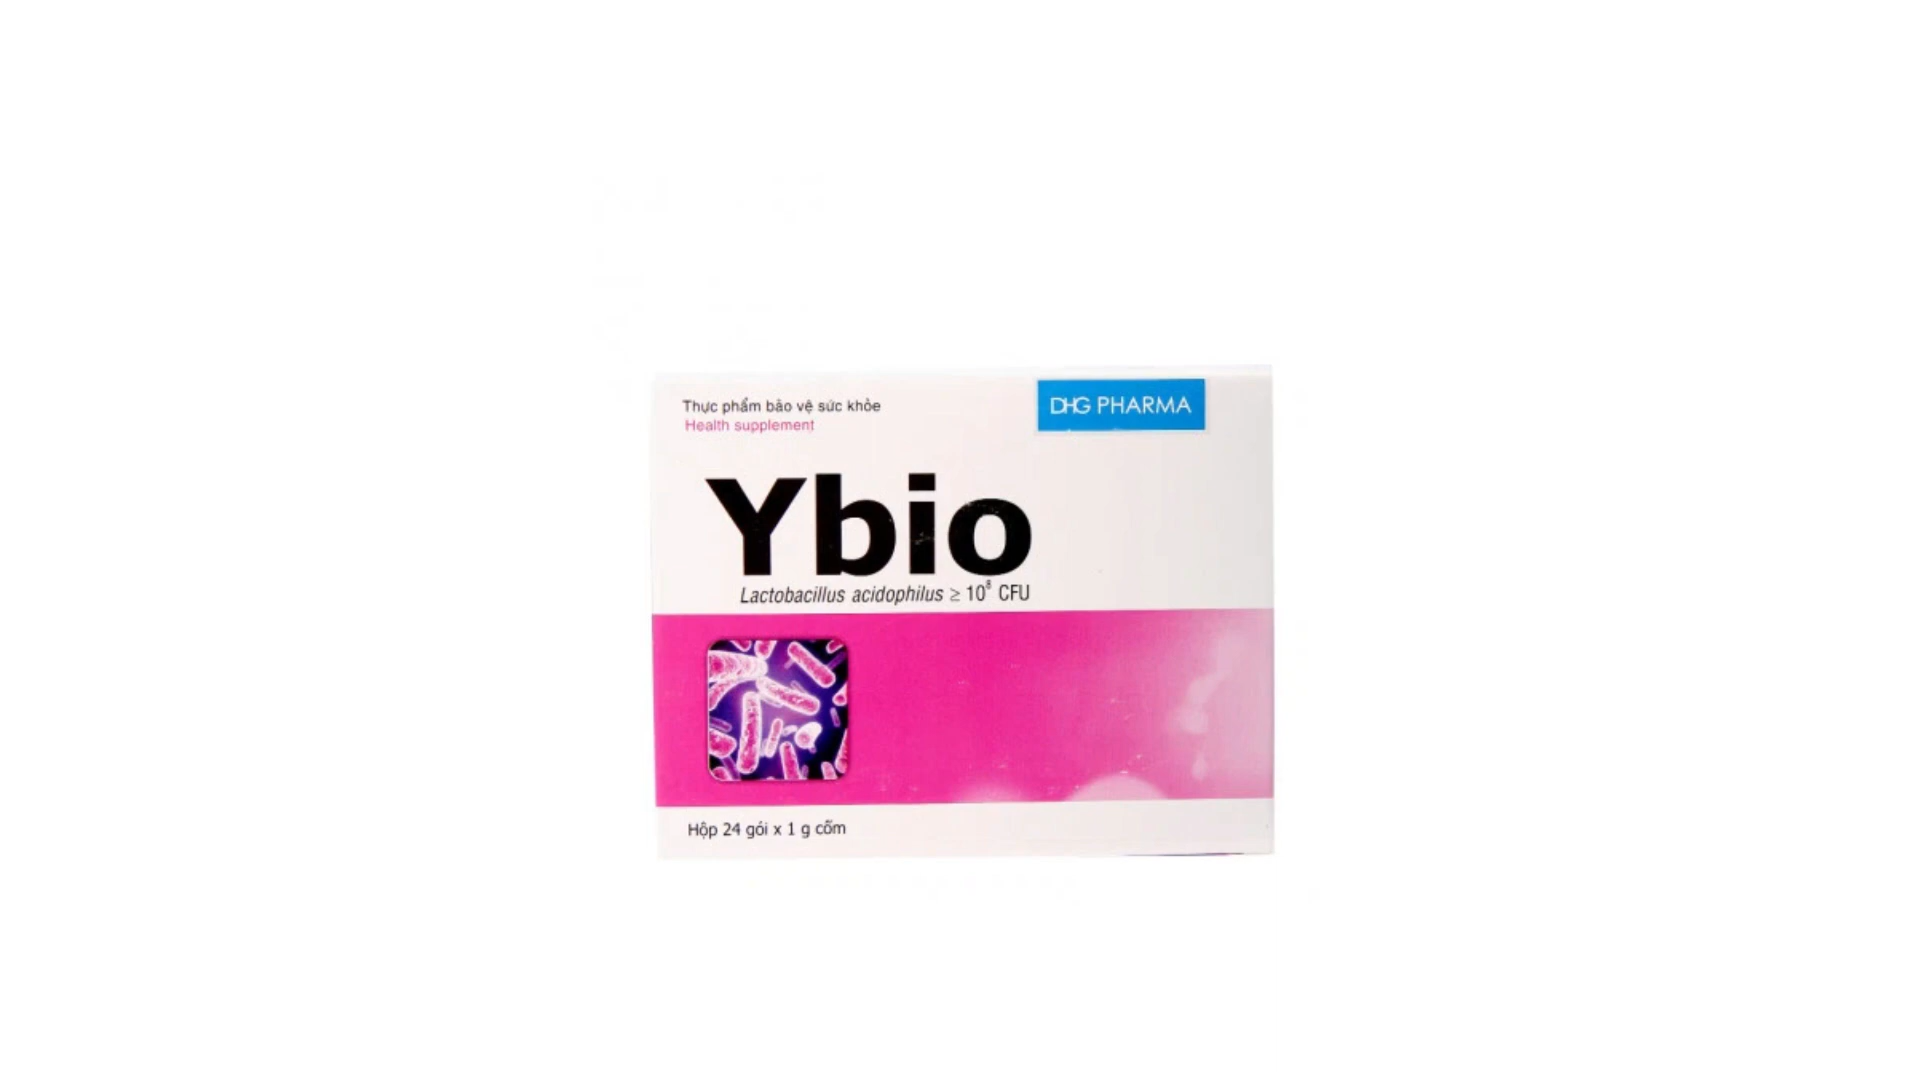 Thực phẩm bảo vệ sức khỏe
Health supplement
DHG PHARMA
Ybio
Lactobacillus acidophilus ≥ 10⁸ CFU
Hộp 24 gói x 1 g cốm